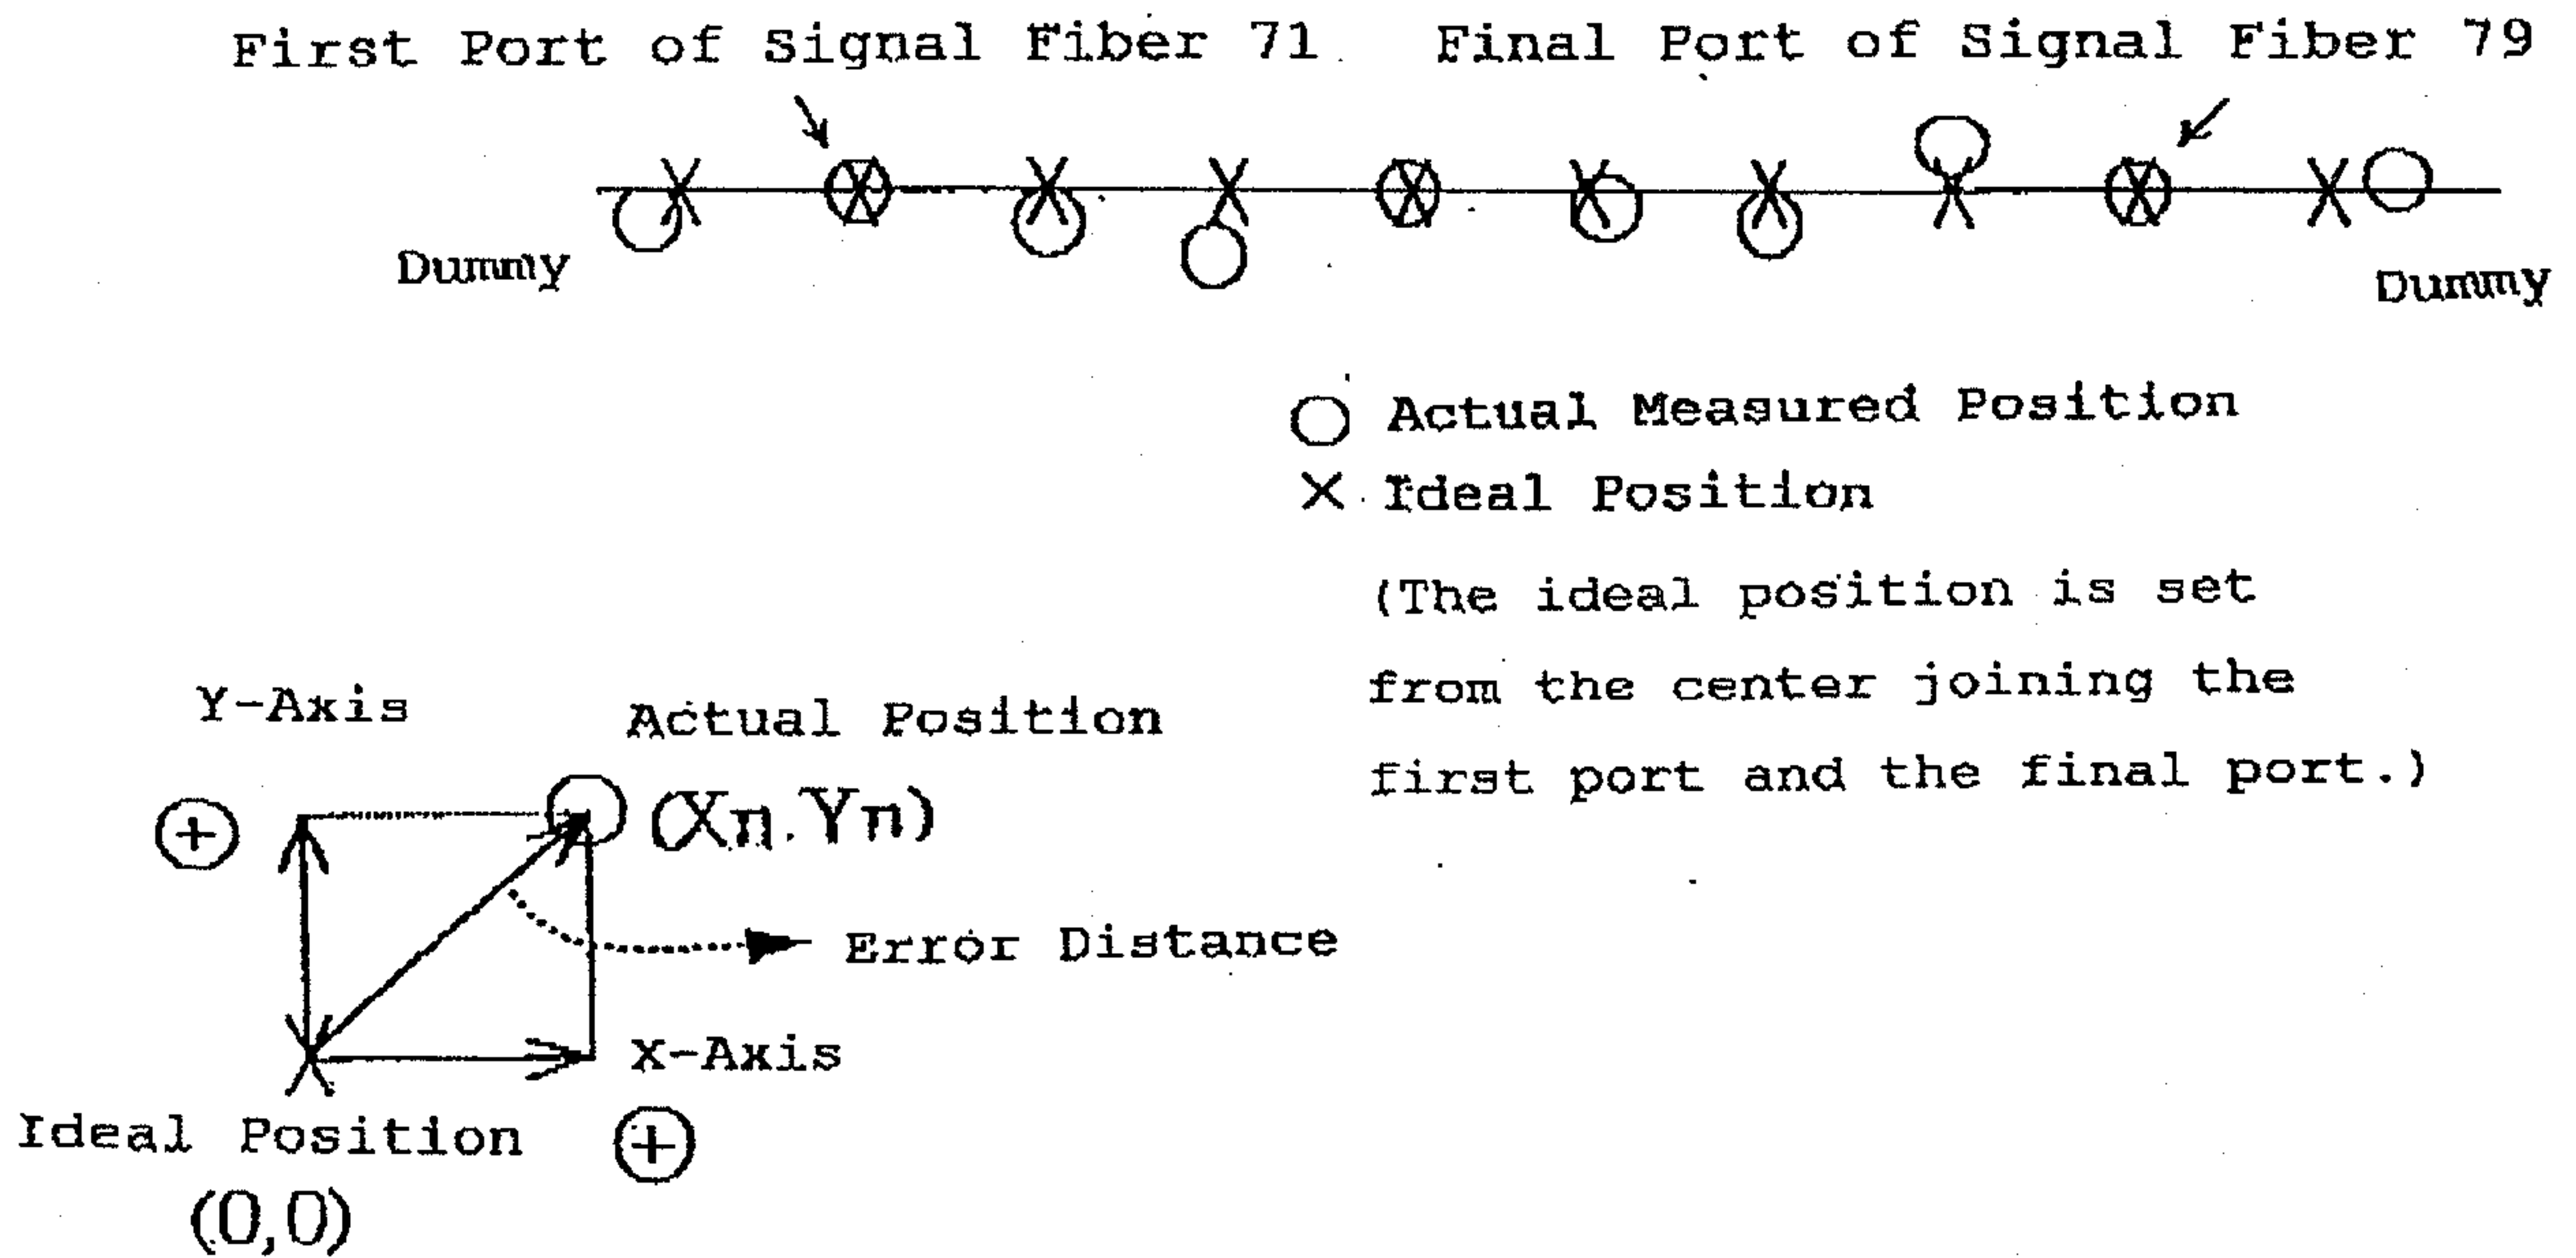 First Port of Signal Fiber 71 Final Port of Signal Fiber 79
Dummy
Dummy
Actual Measured Position
X Ideal Position
(The ideal position is set
from the center joining the
first port and the final port.)
Y-Axis
Actual Position
+ (Xn.Yn)
Error Distance
X-Axis
Ideal Position +
(0,0)